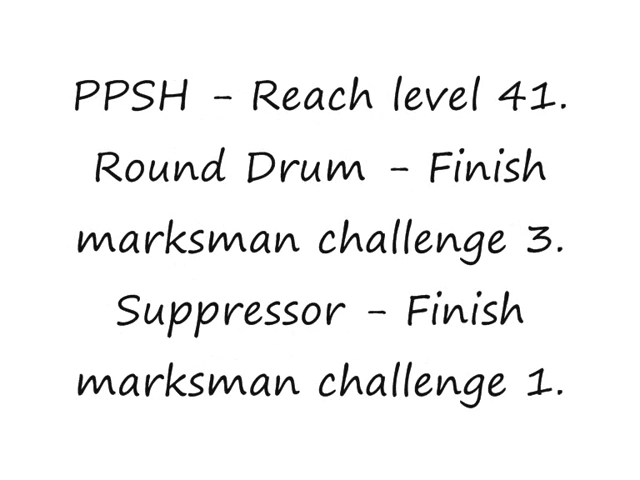 PPSH - Reach level 41.
Round Drum - Finish
marksman challenge 3.
Suppressor - Finish
marksman challenge 1.